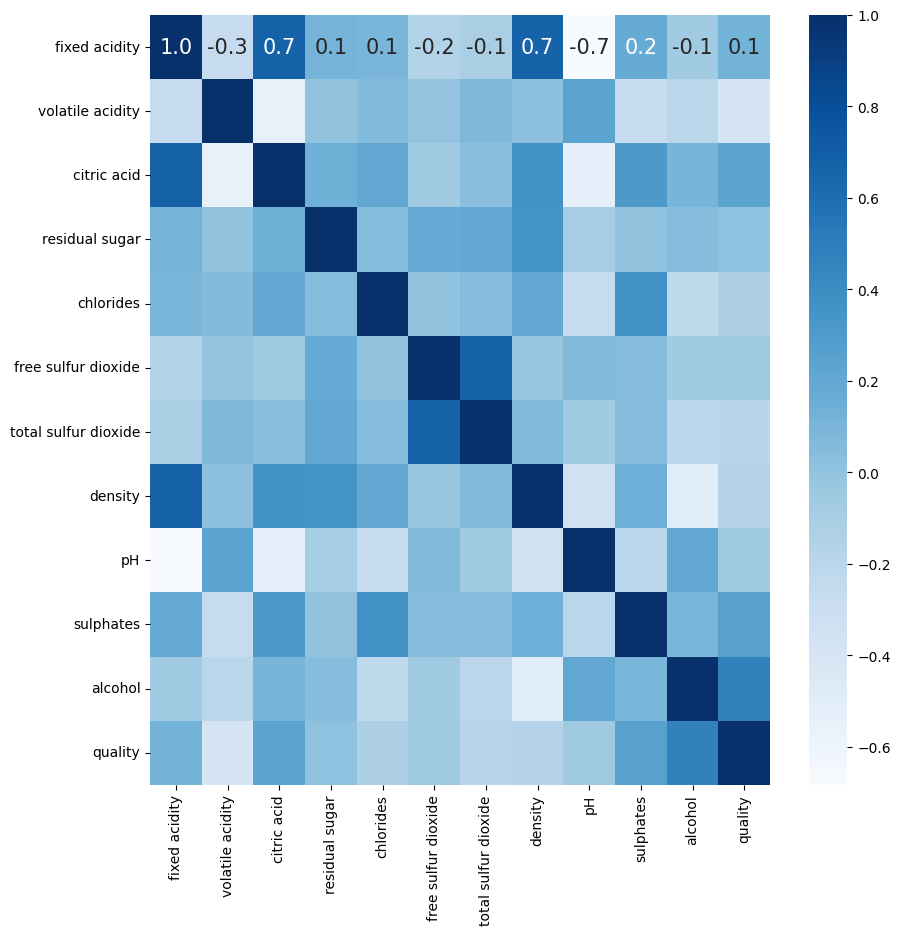 fixed acidity 1.0 -0.3 0.7 0.1 0.1 -0.2 -0.1 0.7 -0.7 0.2 -0.1 0.1
volatile acidity
citric acid
residual sugar
chlorides
free sulfur dioxide
total sulfur dioxide
density
pH
sulphates
alcohol
quality
fixed acidity
volatile acidity
citric acid
residual sugar
chlorides
free sulfur dioxide
total sulfur dioxide
density
pH
sulphates
alcohol
quality
1.0
0.8
0.6
0.4
0.2
0.0
−0.2
−0.4
−0.6